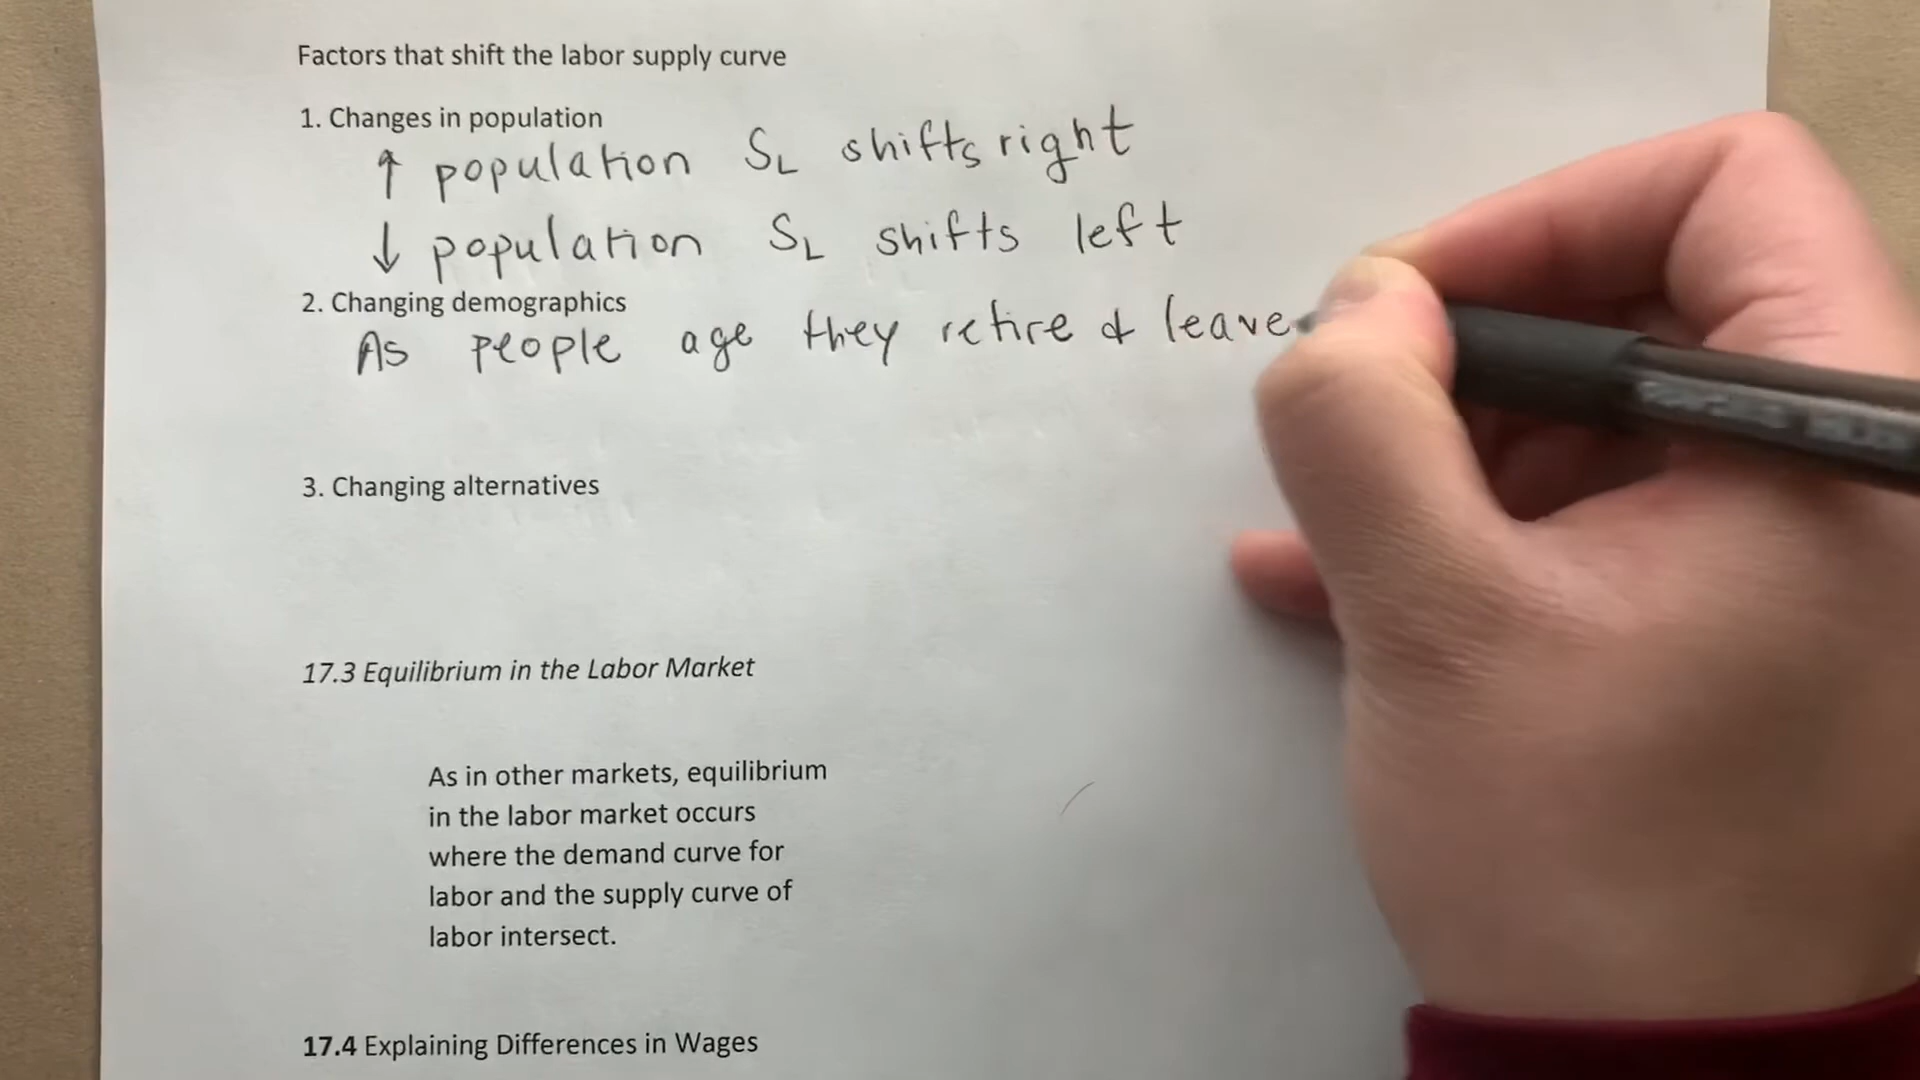 Factors that shift the labor supply curve
1. Changes in population
↑ population SL shifts right
↓ population SL shifts left
2. Changing demographics
As people age they retire & leave
3. Changing alternatives
17.3 Equilibrium in the Labor Market
As in other markets, equilibrium
in the labor market occurs
where the demand curve for
labor and the supply curve of
labor intersect.
17.4 Explaining Differences in Wages